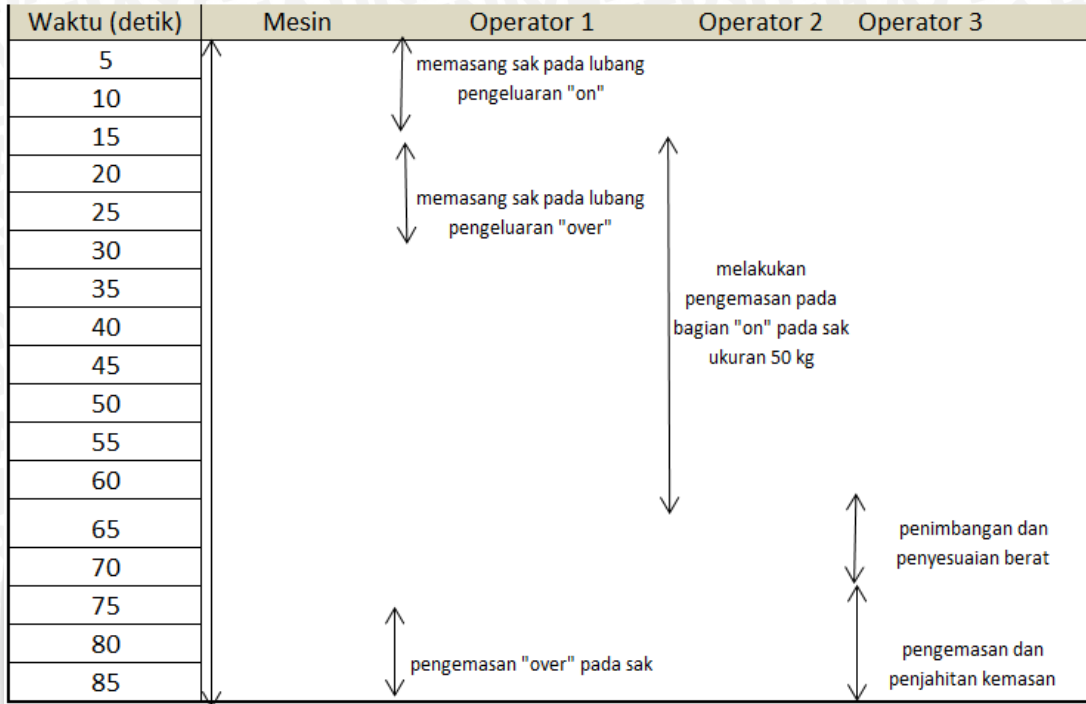 Waktu (detik) Mesin Operator 1 Operator 2 Operator 3
5
memasang sak pada lubang
pengeluaran "on"
10
15
20
25
memasang sak pada lubang
pengeluaran "over"
30
35
40
45
melakukan
pengemasan pada
bagian "on" pada sak
ukuran 50 kg
50
55
60
65
penimbangan dan
penyesuaian berat
70
75
80
85
pengemasan "over" pada sak
pengemasan dan
penjahitan kemasan